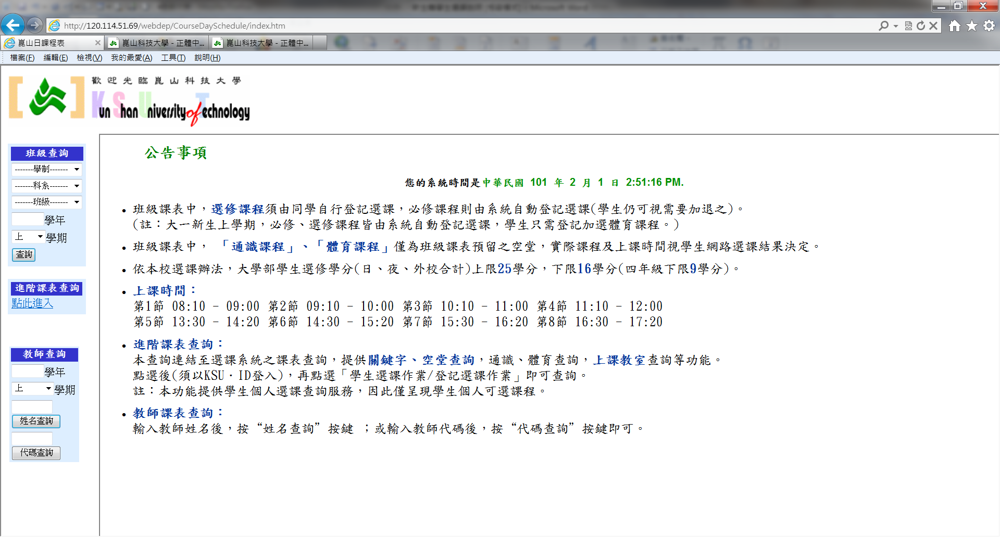 http://120.114.51.69/webdep/CourseDaySchedule/index.htm
崑山日課程表
崑山科技大學 - 正體中...
崑山科技大學 - 正體中...
檔案(F) 編輯(E) 檢視(V) 我的最愛(A) 工具(T) 說明(H)
歡迎光臨崑山科技大學
Kun Shan University of Technology
班級查詢
-------學制-------
-------科系-------
-------班級-------
學年
上 學期
查詢
進階課表查詢
點此進入
教師查詢
學年
上 學期
姓名查詢
代碼查詢
公告事項
您的系統時間是中華民國 101 年 2 月 1 日 2:51:16 PM.
• 班級課表中，選修課程須由同學自行登記選課，必修課程則由系統自動登記選課(學生仍可視需要加退之)。
(註：大一新生上學期，必修、選修課程皆由系統自動登記選課，學生只需登記加選體育課程。)
• 班級課表中，「通識課程」、「體育課程」僅為班級課表預留之空堂，實際課程及上課時間視學生網路選課結果決定。
• 依本校選課辦法，大學部學生選修學分(日、夜、外校合計)上限25學分，下限16學分(四年級下限9學分)。
• 上課時間：
第1節 08:10 - 09:00 第2節 09:10 - 10:00 第3節 10:10 - 11:00 第4節 11:10 - 12:00
第5節 13:30 - 14:20 第6節 14:30 - 15:20 第7節 15:30 - 16:20 第8節 16:30 - 17:20
• 進階課表查詢：
本查詢連結至選課系統之課表查詢，提供關鍵字、空堂查詢，通識、體育查詢，上課教室查詢等功能。
點選後(須以KSU．ID登入)，再點選「學生選課作業/登記選課作業」即可查詢。
註：本功能提供學生個人選課查詢服務，因此僅呈現學生個人可選課程。
• 教師課表查詢：
輸入教師姓名後，按“姓名查詢”按鍵 ；或輸入教師代碼後，按“代碼查詢”按鍵即可。